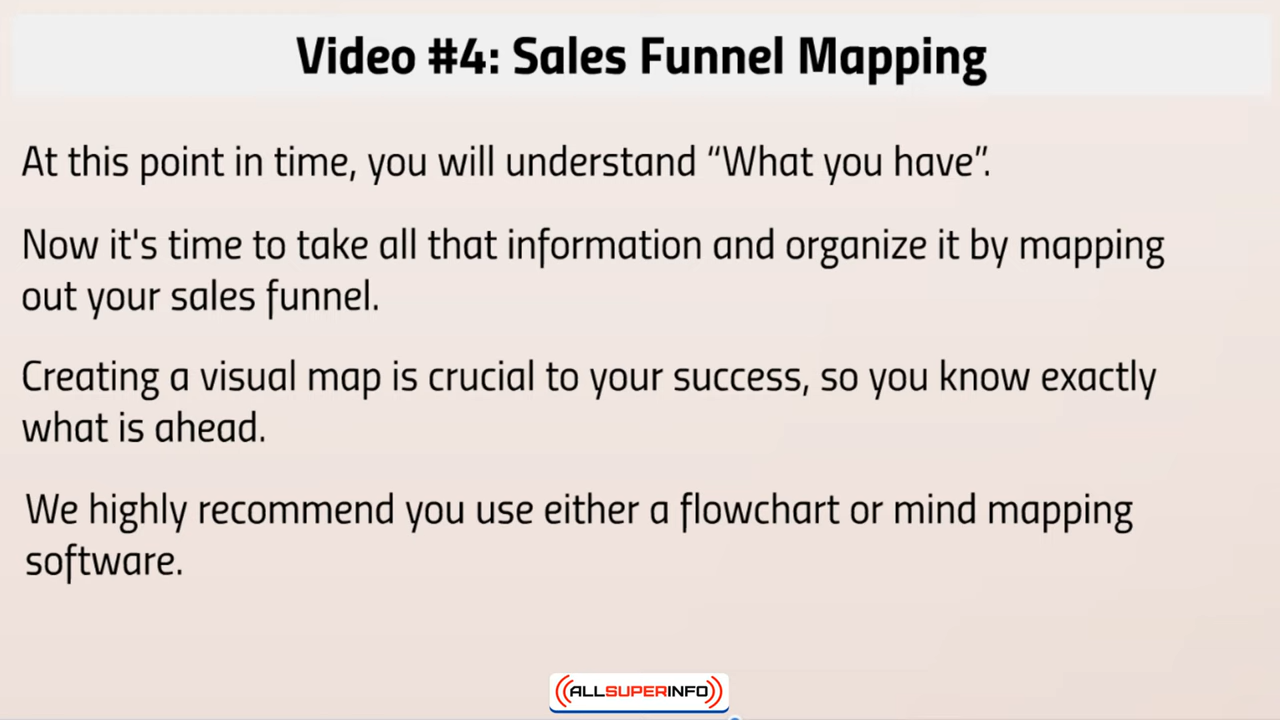 Video #4: Sales Funnel Mapping
At this point in time, you will understand “What you have”.
Now it's time to take all that information and organize it by mapping
out your sales funnel.
Creating a visual map is crucial to your success, so you know exactly
what is ahead.
We highly recommend you use either a flowchart or mind mapping
software.
ALLSUPERINFO